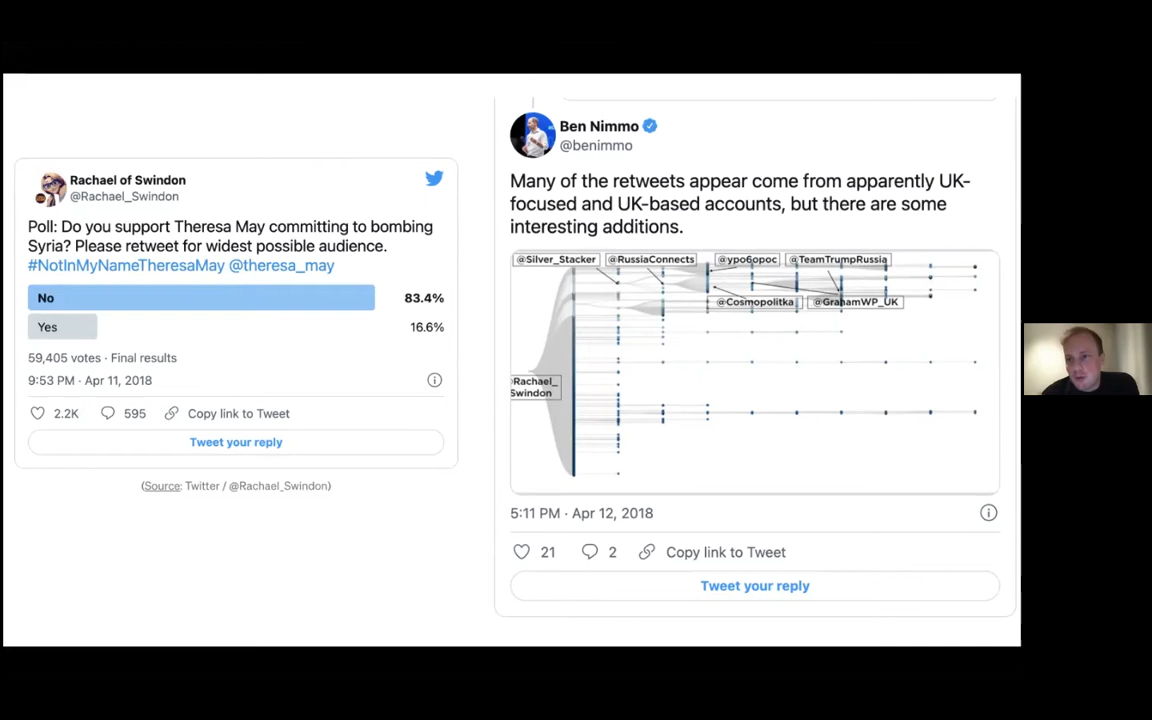 Rachael of Swindon
@Rachael_Swindon
Poll: Do you support Theresa May committing to bombing
Syria? Please retweet for widest possible audience.
#NotInMyNameTheresaMay @theresa_may
No 83.4%
Yes 16.6%
59,405 votes · Final results
9:53 PM · Apr 11, 2018
2.2K 595 Copy link to Tweet
Tweet your reply
(Source: Twitter / @Rachael_Swindon)
Ben Nimmo
@benimmo
Many of the retweets appear come from apparently UK-
focused and UK-based accounts, but there are some
interesting additions.
@Silver_Stacker @RussiaConnects @ypo6opoc @TeamTrumpRussia
@Cosmopolitka @GrahamWP_UK
Rachael_
Swindon
5:11 PM · Apr 12, 2018
21 2 Copy link to Tweet
Tweet your reply